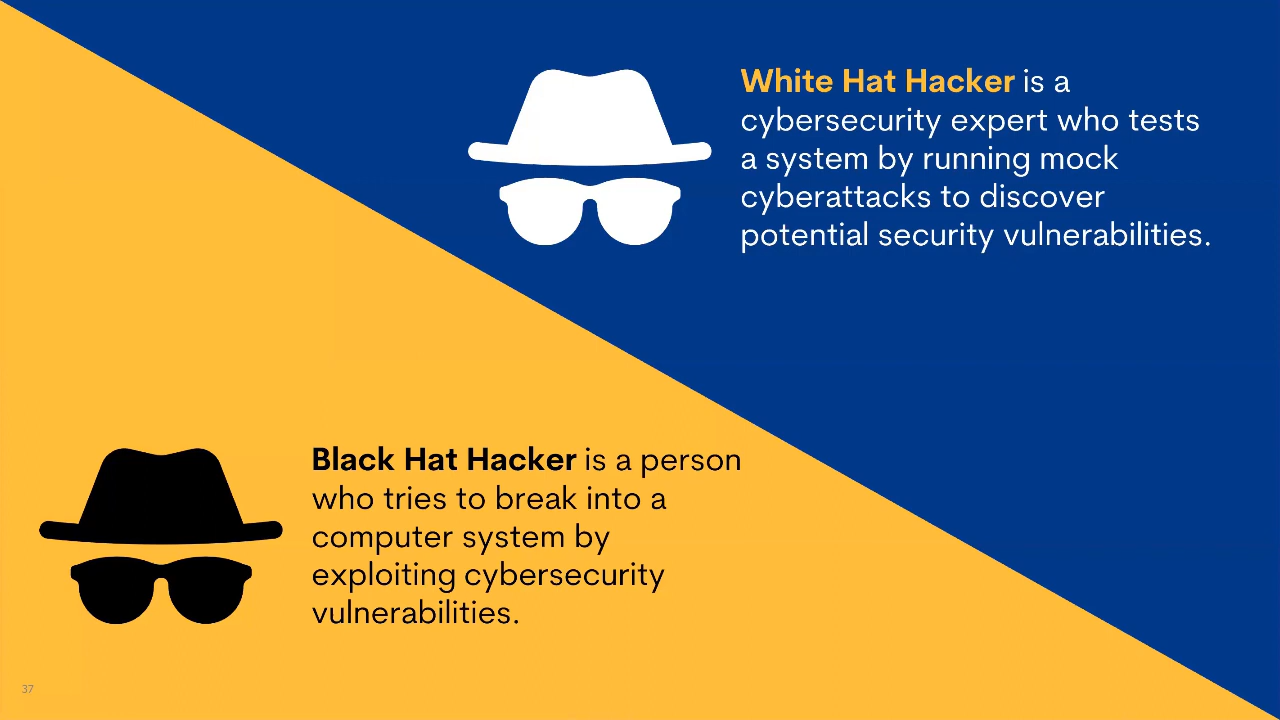 White Hat Hacker is a
cybersecurity expert who tests
a system by running mock
cyberattacks to discover
potential security vulnerabilities.
Black Hat Hacker is a person
who tries to break into a
computer system by
exploiting cybersecurity
vulnerabilities.
37